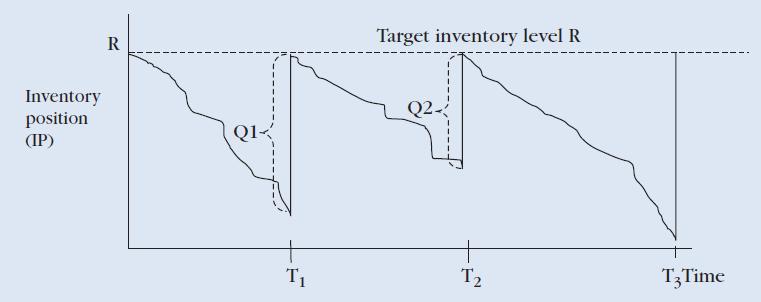 Target inventory level R
R
Inventory
position
(IP)
Q1
Q2
T1
T2
T3Time